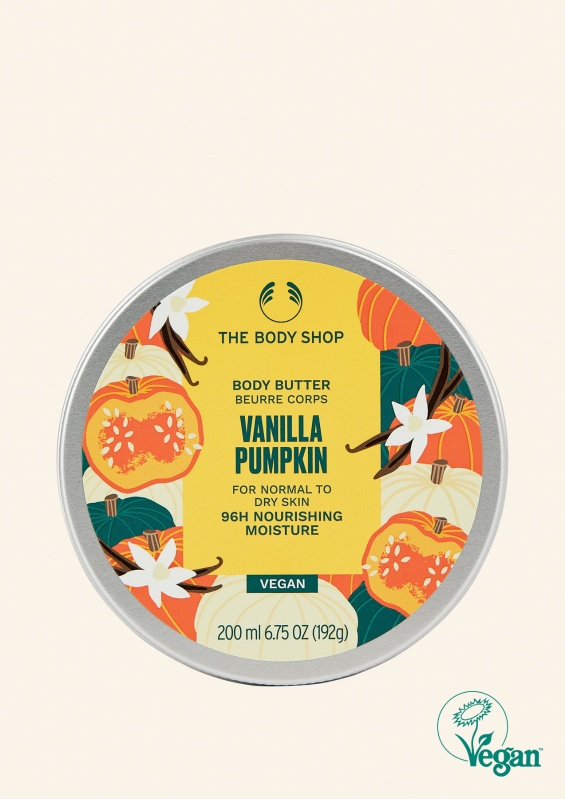 THE BODY SHOP
BODY BUTTER
BEURRE CORPS
VANILLA
PUMPKIN
FOR NORMAL TO
DRY SKIN
96H NOURISHING
MOISTURE
VEGAN
200 ml 6.75 OZ (192g)
Vegan™